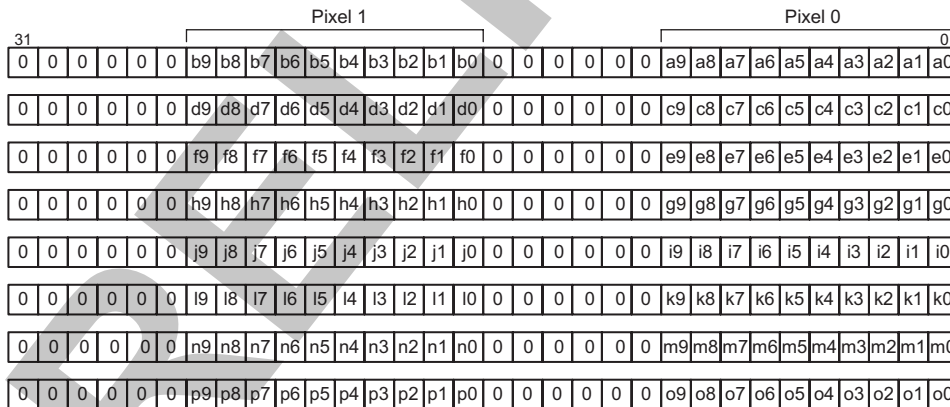 Pixel 1 Pixel 0
31 0
0 0 0 0 0 0 b9 b8 b7 b6 b5 b4 b3 b2 b1 b0 0 0 0 0 0 0 a9 a8 a7 a6 a5 a4 a3 a2 a1 a0
0 0 0 0 0 0 d9 d8 d7 d6 d5 d4 d3 d2 d1 d0 0 0 0 0 0 0 c9 c8 c7 c6 c5 c4 c3 c2 c1 c0
0 0 0 0 0 0 f9 f8 f7 f6 f5 f4 f3 f2 f1 f0 0 0 0 0 0 0 e9 e8 e7 e6 e5 e4 e3 e2 e1 e0
0 0 0 0 0 0 h9 h8 h7 h6 h5 h4 h3 h2 h1 h0 0 0 0 0 0 0 g9 g8 g7 g6 g5 g4 g3 g2 g1 g0
0 0 0 0 0 0 j9 j8 j7 j6 j5 j4 j3 j2 j1 j0 0 0 0 0 0 0 i9 i8 i7 i6 i5 i4 i3 i2 i1 i0
0 0 0 0 0 0 l9 l8 l7 l6 l5 l4 l3 l2 l1 l0 0 0 0 0 0 0 k9 k8 k7 k6 k5 k4 k3 k2 k1 k0
0 0 0 0 0 0 n9 n8 n7 n6 n5 n4 n3 n2 n1 n0 0 0 0 0 0 0 m9 m8 m7 m6 m5 m4 m3 m2 m1 m0
0 0 0 0 0 0 p9 p8 p7 p6 p5 p4 p3 p2 p1 p0 0 0 0 0 0 0 o9 o8 o7 o6 o5 o4 o3 o2 o1 o0